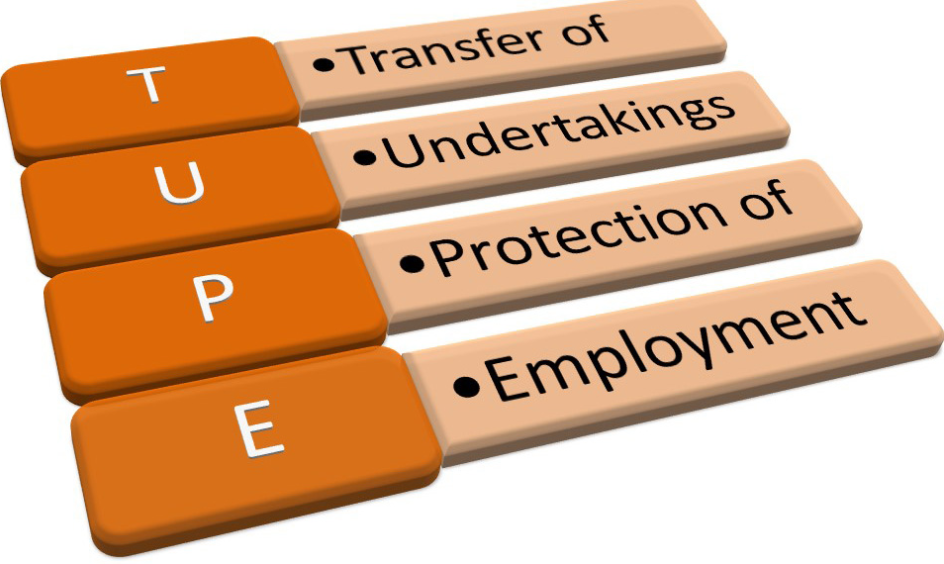 T •Transfer of
U •Undertakings
P •Protection of
E •Employment